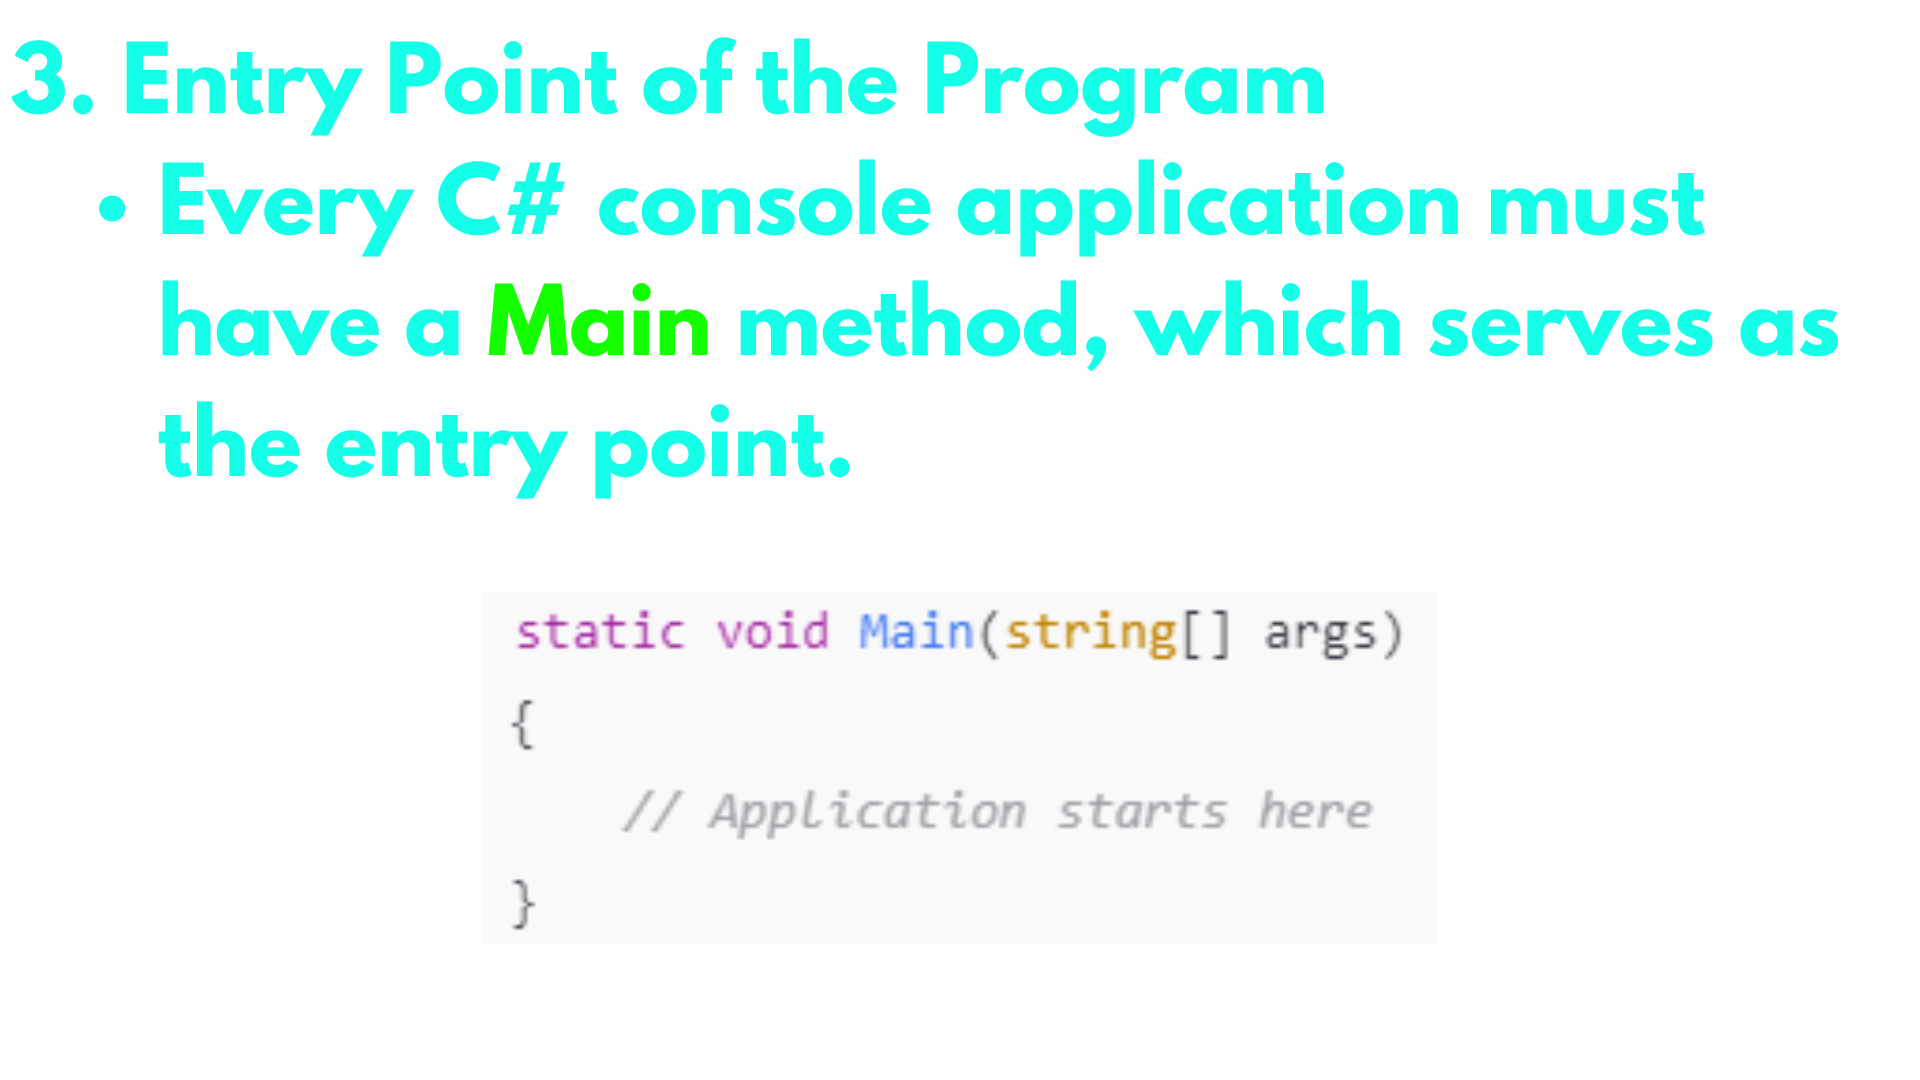 3. Entry Point of the Program
• Every C# console application must
have a Main method, which serves as
the entry point.
static void Main(string[] args)
{
// Application starts here
}